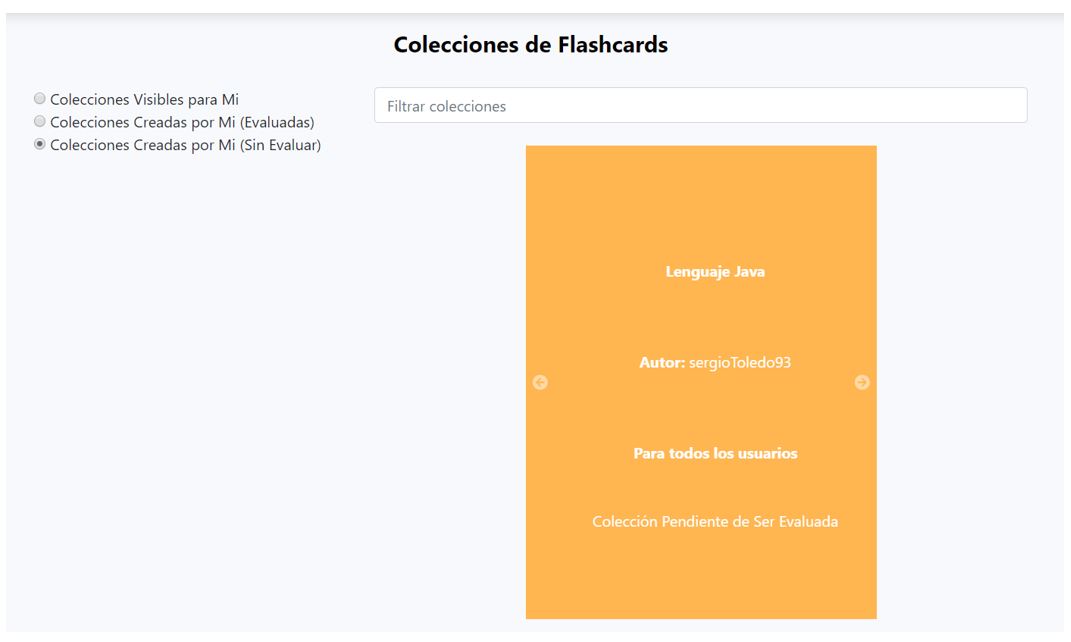 Colecciones de Flashcards
Colecciones Visibles para Mi
Colecciones Creadas por Mi (Evaluadas)
Colecciones Creadas por Mi (Sin Evaluar)
Filtrar colecciones
Lenguaje Java
Autor: sergioToledo93
Para todos los usuarios
Colección Pendiente de Ser Evaluada